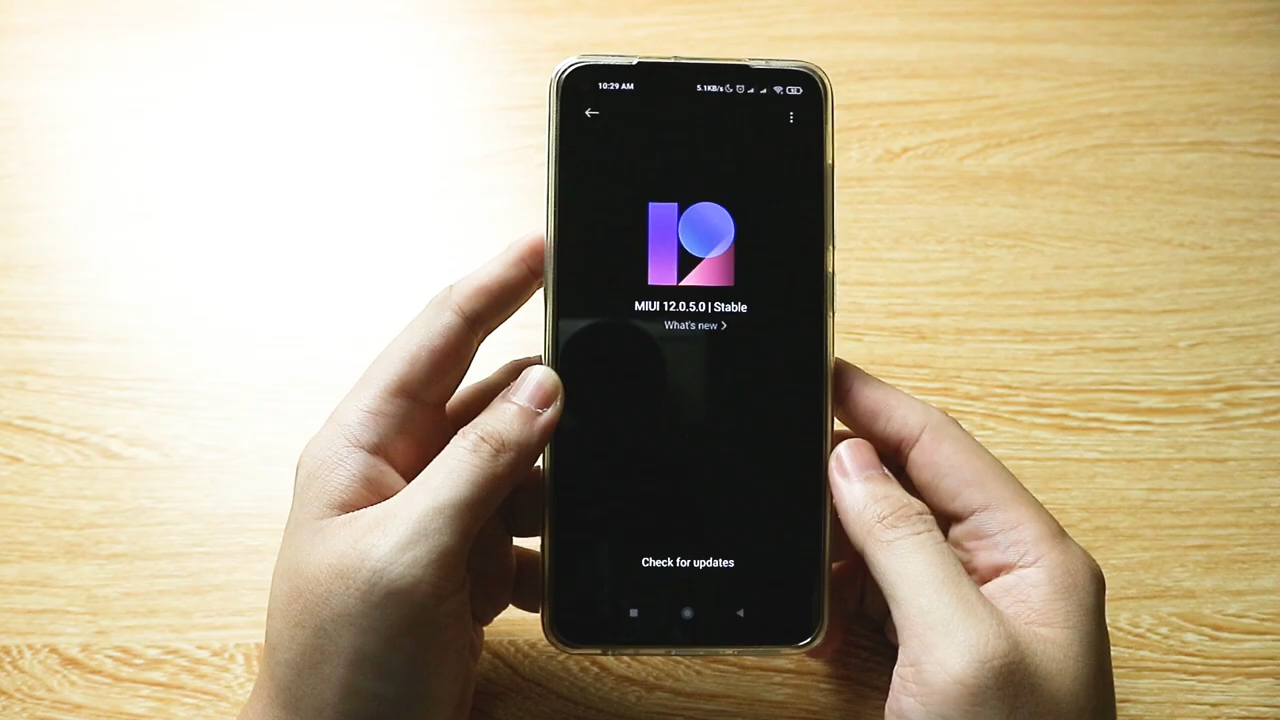 10:29 AM 5.1KB/s
MIUI 12.0.5.0 | Stable
What's new >
Check for updates